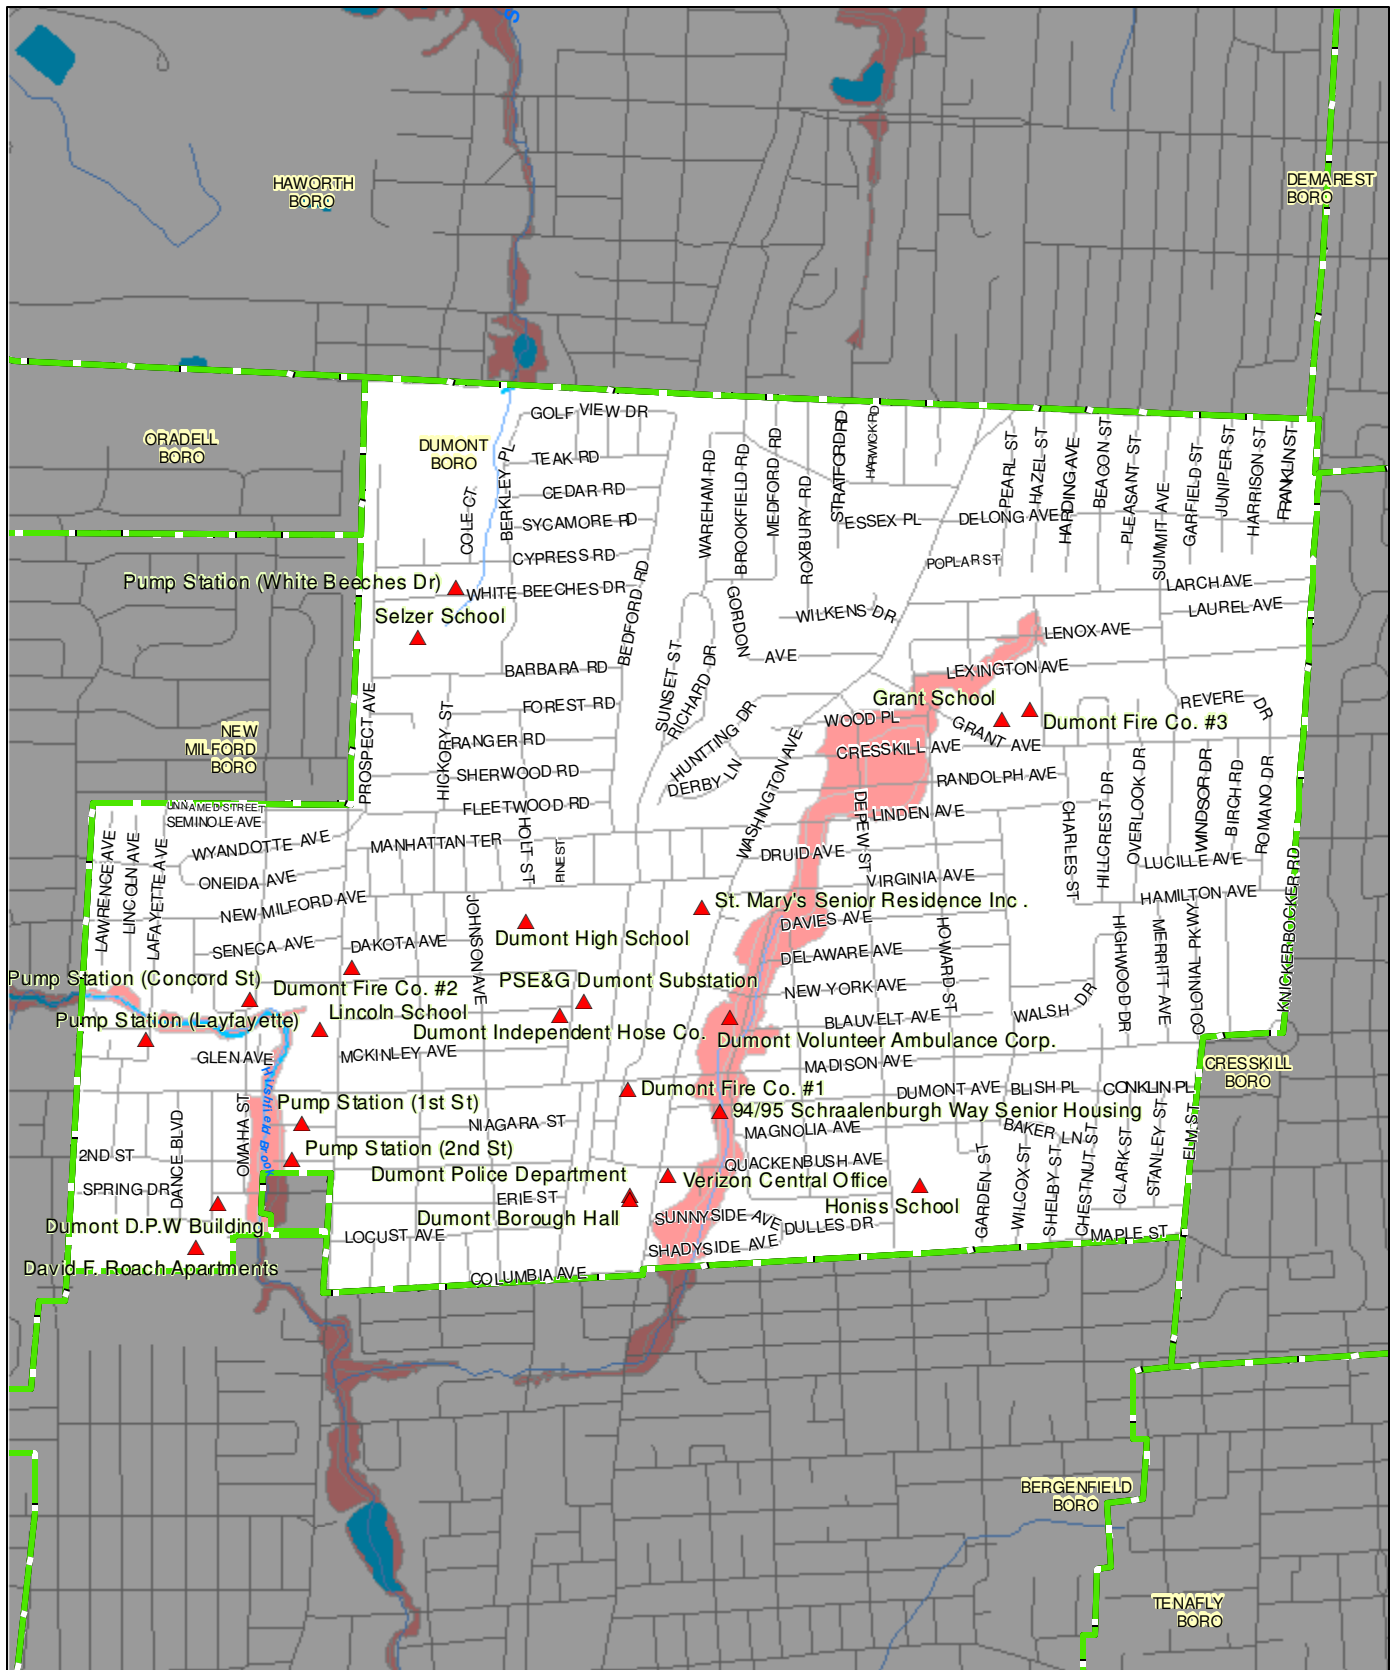 S
HAWORTH
BORO
DEMAREST
BORO
ORADELL
BORO
DUMONT
BORO
GOLF VIEW DR
TEAK RD
CEDAR RD
SYCAMORE RD
CYPRESS RD
WHITE BEECHES DR
COLE CT
BERKLEY PL
BEDFORD RD
WAREHAM RD
BROOKFIELD RD
MEDFORD RD
ROXBURY RD
STRATFORD RD
HARWICK RD
ESSEX PL
DELONG AVE
PEARL ST
HAZEL ST
HARDING AVE
BEACON ST
PLEASANT ST
SUMMIT AVE
GARFIELD ST
JUNIPER ST
HARRISON ST
FRANKLIN ST
POPLAR ST
LARCH AVE
LAUREL AVE
Pump Station (White Beeches Dr)
Selzer School
GORDON
AVE
WILKENS DR
LENOX AVE
LEXINGTON AVE
BARBARA RD
FOREST RD
RANGER RD
SHERWOOD RD
FLEETWOOD RD
PROSPECT AVE
HICKORY ST
SUNSET ST
RICHARD DR
HUNTTING DR
DERBY LN
WASHINGTON AVE
Grant School
Dumont Fire Co. #3
WOOD PL
GRANT AVE
CRESSKILL AVE
RANDOLPH AVE
LINDEN AVE
DEPEW ST
REVERE DR
NEW
MILFORD
BORO
UNNAMED STREET
SEMINOLE AVE
WYANDOTTE AVE
ONEIDA AVE
NEW MILFORD AVE
SENECA AVE
DAKOTA AVE
LAWRENCE AVE
LINCOLN AVE
LAFAYETTE AVE
MANHATTAN TER
HOLT ST
PINE ST
JOHNSON AVE
DRUID AVE
VIRGINIA AVE
CHARLES ST
HILLCREST DR
OVERLOOK DR
WINDSOR DR
BIRCH RD
ROMANO DR
LUCILLE AVE
HAMILTON AVE
KNICKERBOCKER RD
St. Mary's Senior Residence Inc .
Dumont High School
DAVIES AVE
DELAWARE AVE
NEW YORK AVE
BLAUVELT AVE
MADISON AVE
HOWARD ST
WALSH DR
HIGHWOOD DR
MERRITT AVE
COLONIAL PKWY
Pump Station (Concord St)
Dumont Fire Co. #2
PSE&G Dumont Substation
Lincoln School
Pump Station (Layfayette)
Dumont Independent Hose Co.
Dumont Volunteer Ambulance Corp.
GLEN AVE
MCKINLEY AVE
CRESSKILL
BORO
Dumont Fire Co. #1
DUMONT AVE
BLISH PL
CONKLIN PL
Pump Station (1st St)
94/95 Schraalenburgh Way Senior Housing
NIAGARA ST
MAGNOLIA AVE
BAKER LN
Pump Station (2nd St)
QUACKENBUSH AVE
2ND ST
SPRING DR
DANCE BLVD
OMAHA ST
Dumont Police Department
Verizon Central Office
ERIE ST
Honiss School
Dumont Borough Hall
SUNNYSIDE AVE
DULLES DR
SHADYSIDE AVE
GARDEN ST
WILCOX ST
SHELBY ST
CHESTNUT ST
CLARK ST
STANLEY ST
ELM ST
MAPLE ST
Dumont D.P.W Building
LOCUST AVE
David F. Roach Apartments
COLUMBIA AVE
BERGENFIELD
BORO
TENAFLY
BORO